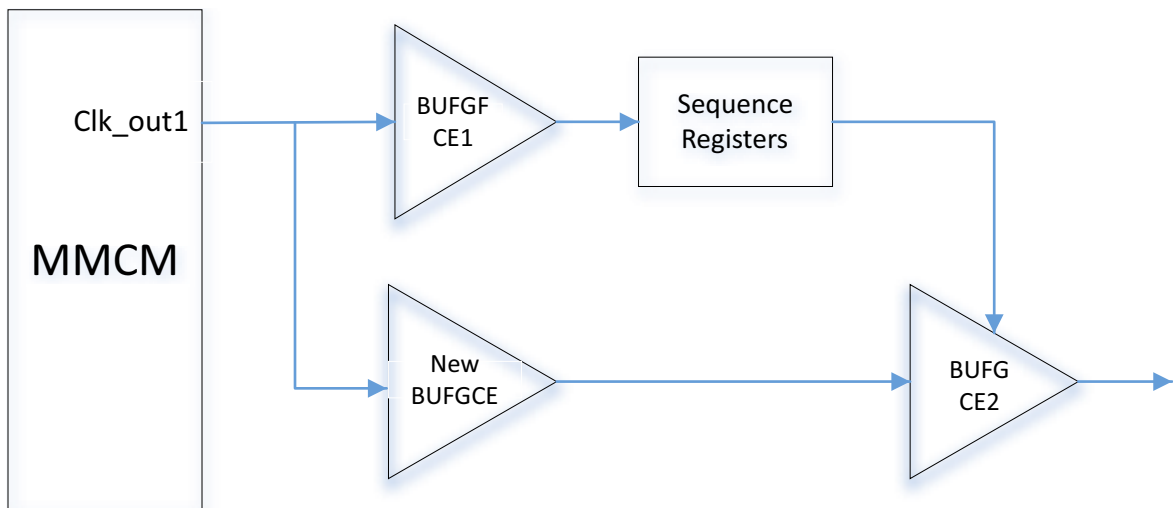 Clk_out1
MMCM
BUFGF
CE1
Sequence
Registers
New
BUFGCE
BUFG
CE2